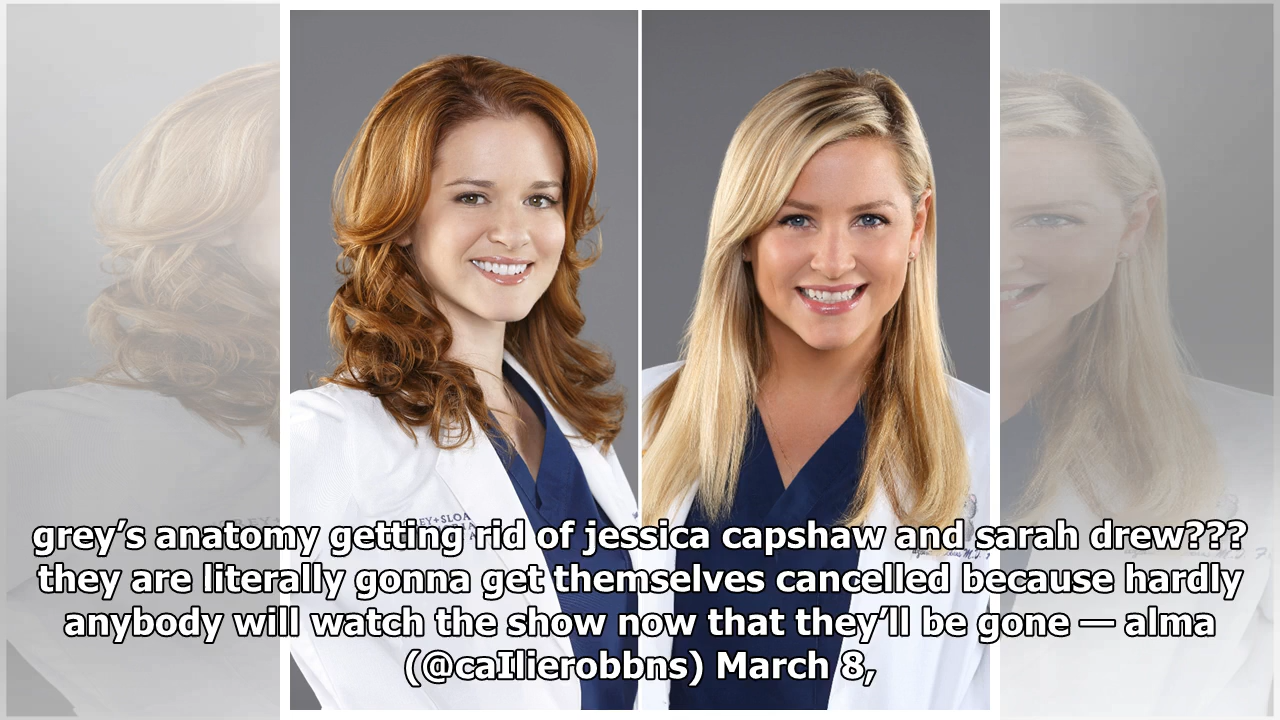 grey’s anatomy getting rid of jessica capshaw and sarah drew???
they are literally gonna get themselves cancelled because hardly
anybody will watch the show now that they’ll be gone — alma
(@caIlierobbns) March 8,